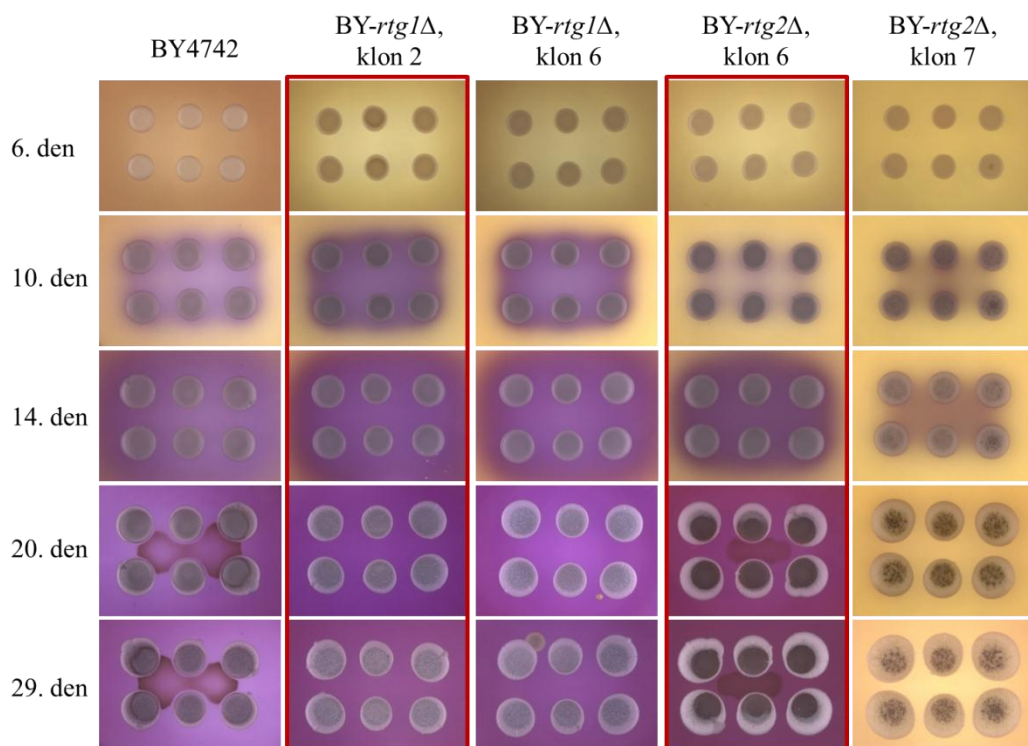 BY4742
BY-rtg1Δ,
klon 2
BY-rtg1Δ,
klon 6
BY-rtg2Δ,
klon 6
BY-rtg2Δ,
klon 7
6. den
10. den
14. den
20. den
29. den